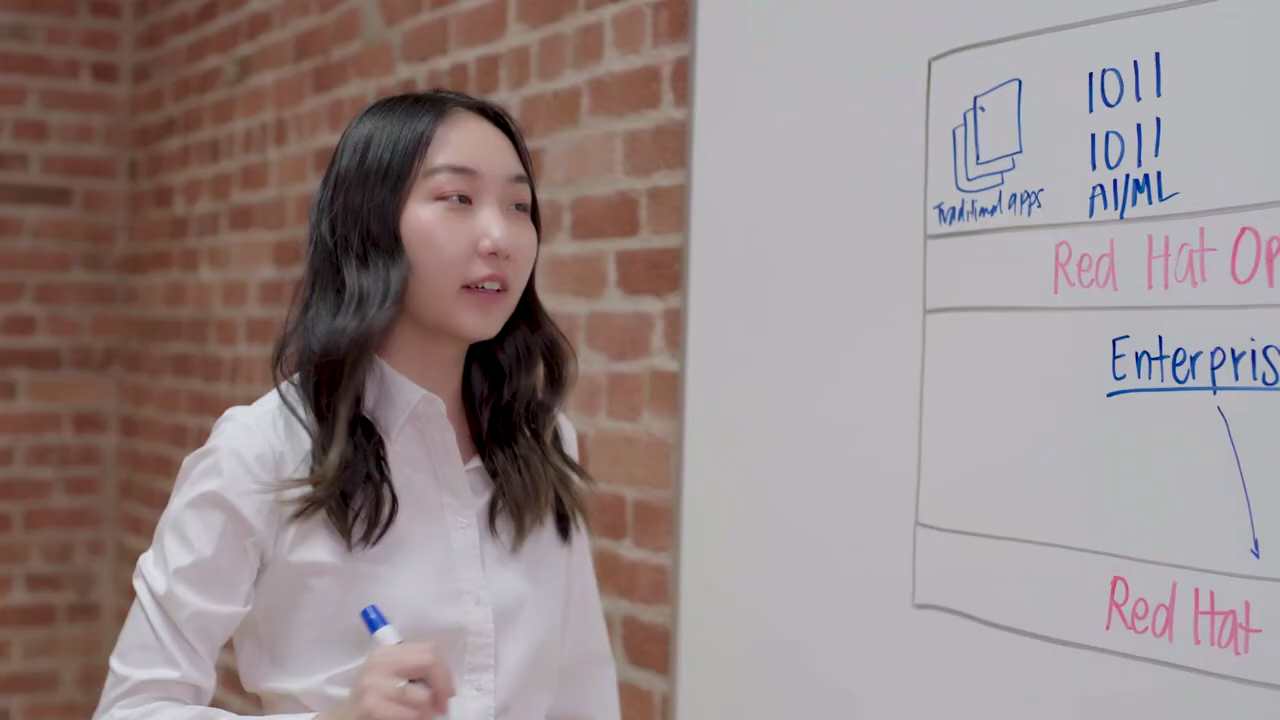 1011
1011
AI/ML
Traditional apps
Red Hat Op
Enterpris
Red Hat